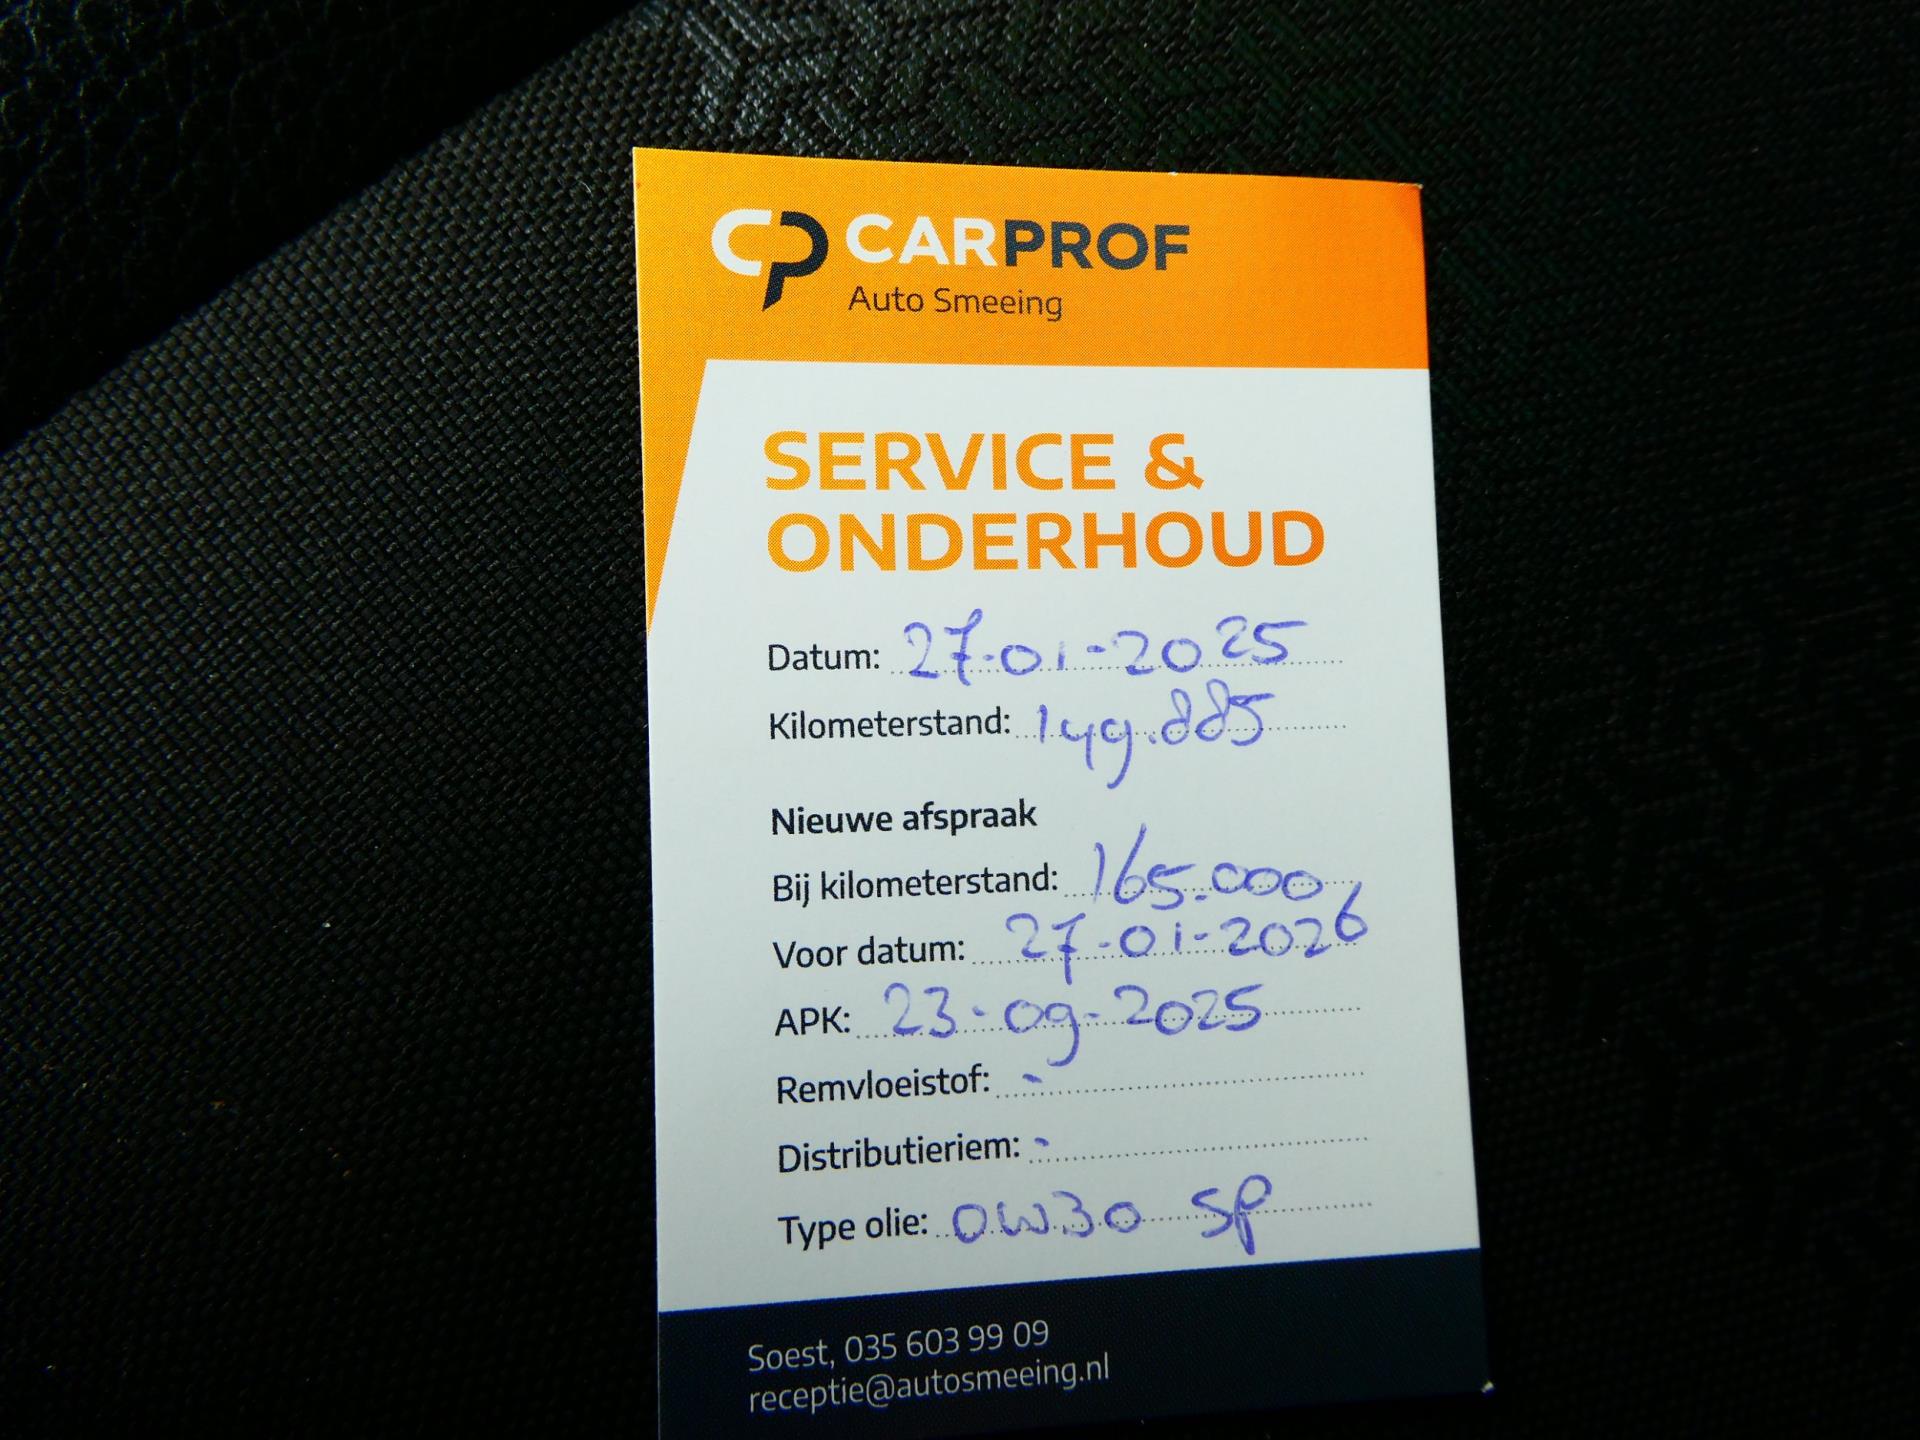 CP CARPROF
Auto Smeeing
SERVICE &
ONDERHOUD
Datum: 27-01-2025
Kilometerstand: 149.885
Nieuwe afspraak
Bij kilometerstand: 165.000
Voor datum: 27-01-2026
APK: 23-09-2025
Remvloeistof: -
Distributieriem: -
Type olie: 0W30 SP
Soest, 035 603 99 09
receptie@autosmeeing.nl